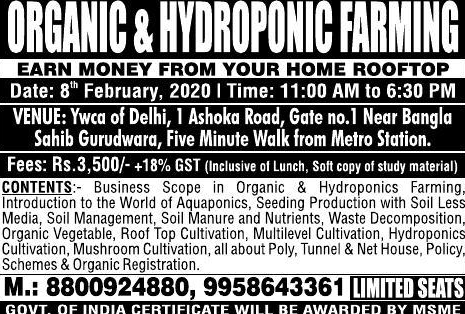 ORGANIC & HYDROPONIC FARMING
EARN MONEY FROM YOUR HOME ROOFTOP
Date: 8th February, 2020 | Time: 11:00 AM to 6:30 PM
VENUE: Ywca of Delhi, 1 Ashoka Road, Gate no.1 Near Bangla
Sahib Gurudwara, Five Minute Walk from Metro Station.
Fees: Rs.3,500/- +18% GST (Inclusive of Lunch, Soft copy of study material)
CONTENTS:- Business Scope in Organic & Hydroponics Farming,
Introduction to the World of Aquaponics, Seeding Production with Soil Less
Media, Soil Management, Soil Manure and Nutrients, Waste Decomposition,
Organic Vegetable, Roof Top Cultivation, Multilevel Cultivation, Hydroponics
Cultivation, Mushroom Cultivation, all about Poly, Tunnel & Net House, Policy,
Schemes & Organic Registration.
M.: 8800924880, 9958643361 LIMITED SEATS
GOVT. OF INDIA CERTIFICATE WILL BE AWARDED BY MSME